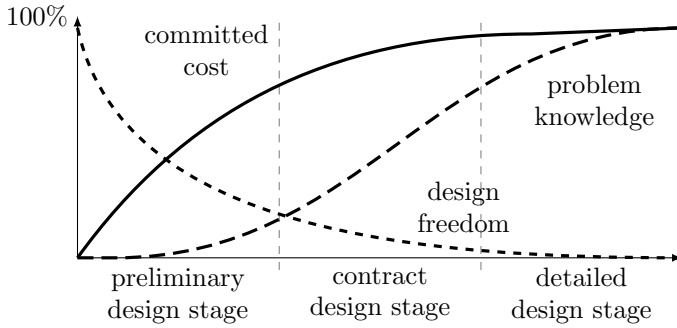 100%
committed
cost
problem
knowledge
design
freedom
preliminary
design stage
contract
design stage
detailed
design stage